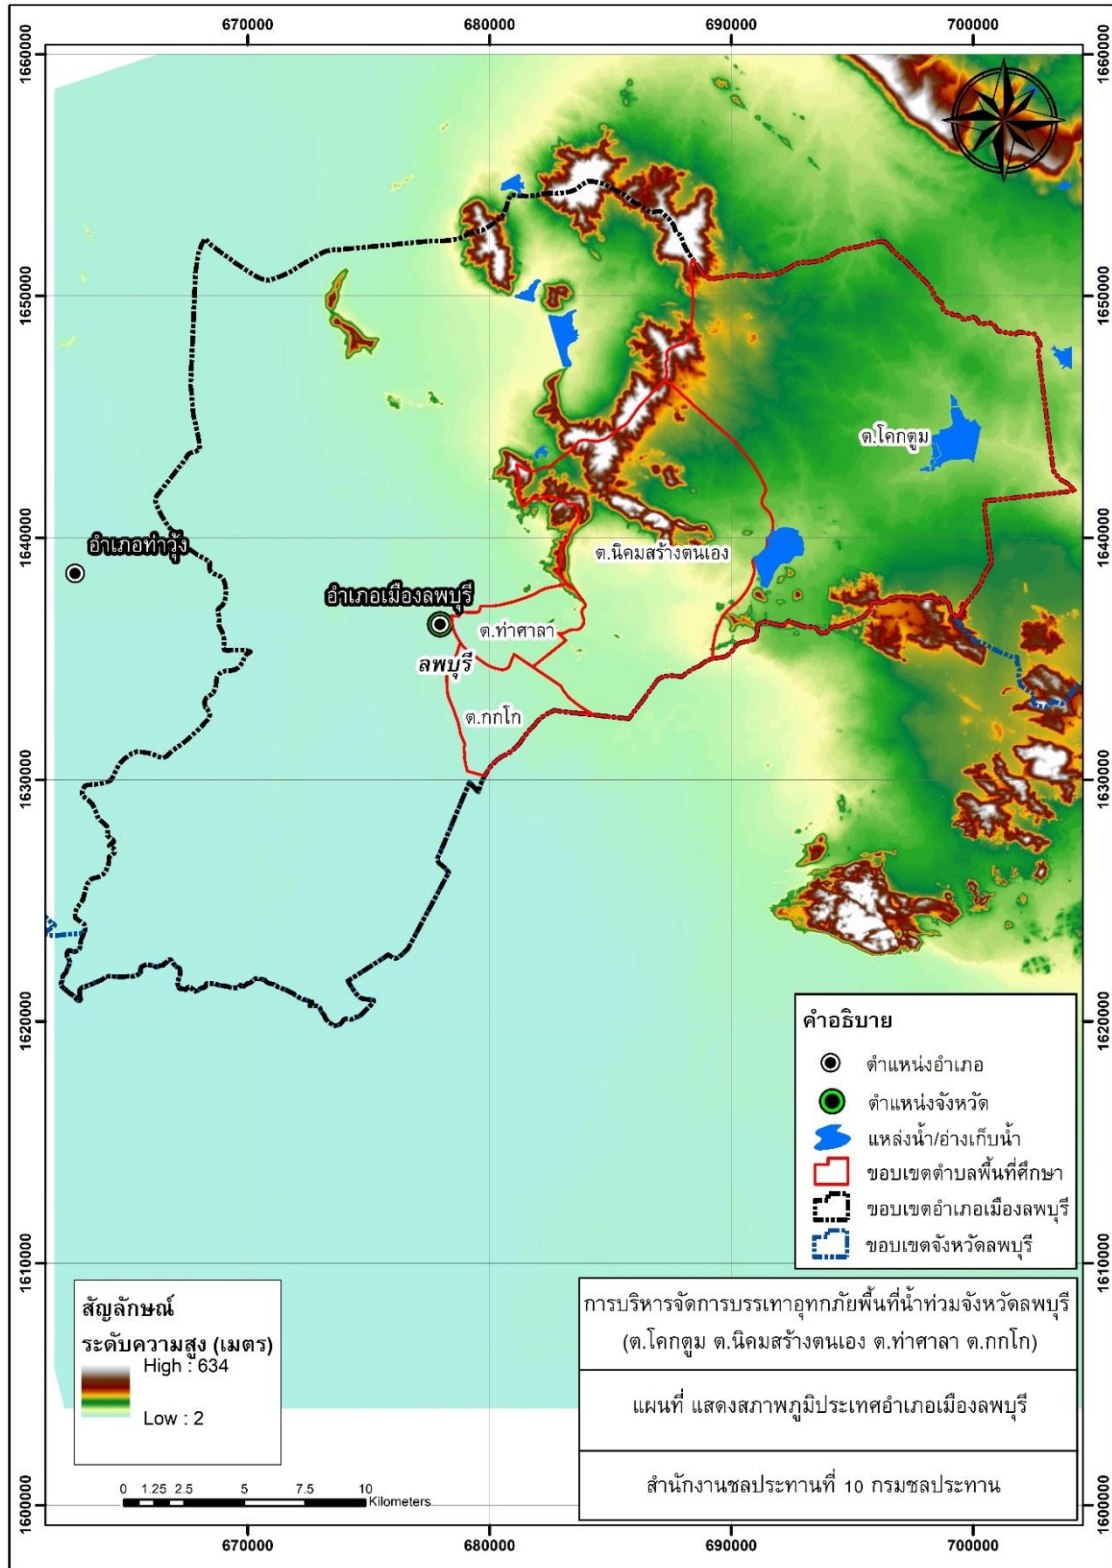 670000 680000 690000 700000
1660000 1660000
1650000 1650000
ต.โคกตูม
1640000 1640000
อำเภอท่าวุ้ง
ต.นิคมสร้างตนเอง
อำเภอเมืองลพบุรี
ต.ท่าศาลา
ลพบุรี
ต.กกโก
1630000 1630000
1620000 1620000
คำอธิบาย
ตำแหน่งอำเภอ
ตำแหน่งจังหวัด
แหล่งน้ำ/อ่างเก็บน้ำ
ขอบเขตตำบลพื้นที่ศึกษา
ขอบเขตอำเภอเมืองลพบุรี
ขอบเขตจังหวัดลพบุรี
1610000 1610000
สัญลักษณ์
ระดับความสูง (เมตร)
High : 634
Low : 2
การบริหารจัดการบรรเทาอุทกภัยพื้นที่น้ำท่วมจังหวัดลพบุรี
(ต.โคกตูม ต.นิคมสร้างตนเอง ต.ท่าศาลา ต.กกโก)
แผนที่ แสดงสภาพภูมิประเทศอำเภอเมืองลพบุรี
สำนักงานชลประทานที่ 10 กรมชลประทาน
0 1.25 2.5 5 7.5 10
Kilometers
1600000 1600000
670000 680000 690000 700000